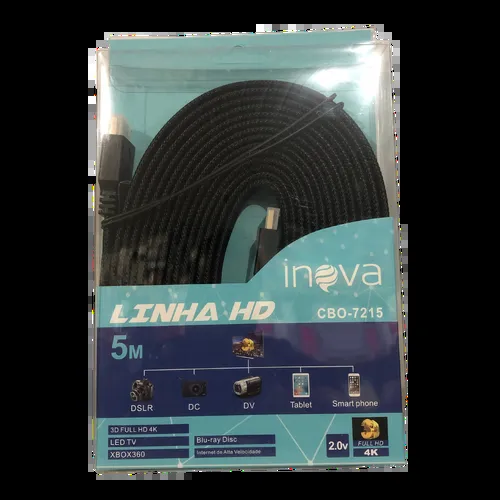 inova
LINHA HD
CBO-7215
5M
DSLR
DC
DV
Tablet
Smart phone
3D FULL HD 4K
LED TV
XBOX360
Blu-ray Disc
Internet de Alta Velocidade
2.0v
FULL HD
4K